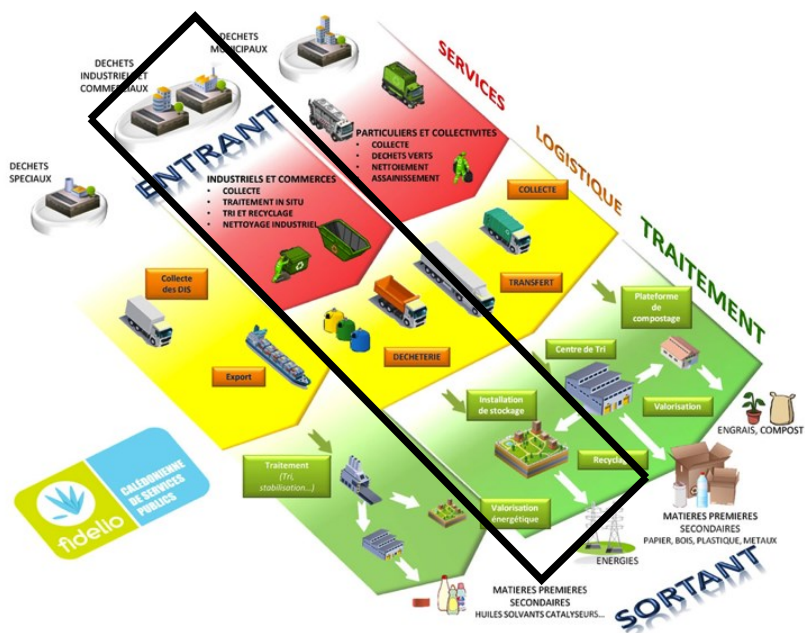 DECHETS
MUNICIPAUX
DECHETS
INDUSTRIELS ET
COMMERCIAUX
DECHETS
SPECIAUX
ENTRANT
SERVICES
LOGISTIQUE
TRAITEMENT
PARTICULIERS ET COLLECTIVITES
• COLLECTE
• DECHETS VERTS
• NETTOIEMENT
ASSAINISSEMENT
INDUSTRIELS ET COMMERCES
• COLLECTE
• TRAITEMENT IN SITU
• TRI ET RECYCLAGE
• NETTOYAGE INDUSTRIEL
COLLECTE
Collecte
des DIS
TRANSFERT
Plateforme
de
compostage
Centre de Tri
DECHETERIE
Export
Installation
de stockage
Valorisation
ENGRAIS, COMPOST
Recyclage
Traitement
(Tri,
stabilisation...)
Valorisation
énergétique
MATIERES PREMIERES
SECONDAIRES
PAPIER, BOIS, PLASTIQUE, METAUX
ENERGIES
MATIERES PREMIERES
SECONDAIRES
HUILES SOLVANTS CATALYSEURS...
SORTANT
fidelio
CALÉDONIENNE
DE SERVICES
PUBLICS